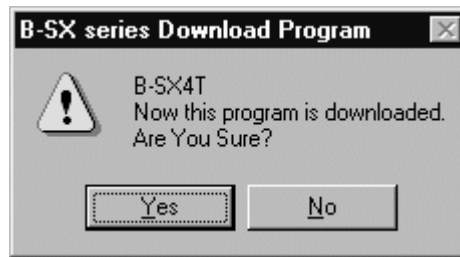 B-SX series Download Program
B-SX4T
Now this program is downloaded.
Are You Sure?
Yes
No